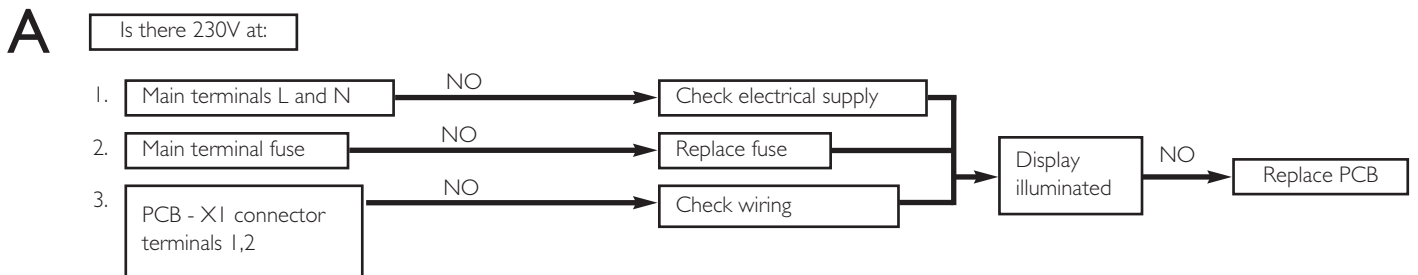 A
Is there 230V at:
1. Main terminals L and N
NO
Check electrical supply
2. Main terminal fuse
NO
Replace fuse
3. PCB - X1 connector
terminals 1,2
NO
Check wiring
Display
illuminated
NO
Replace PCB